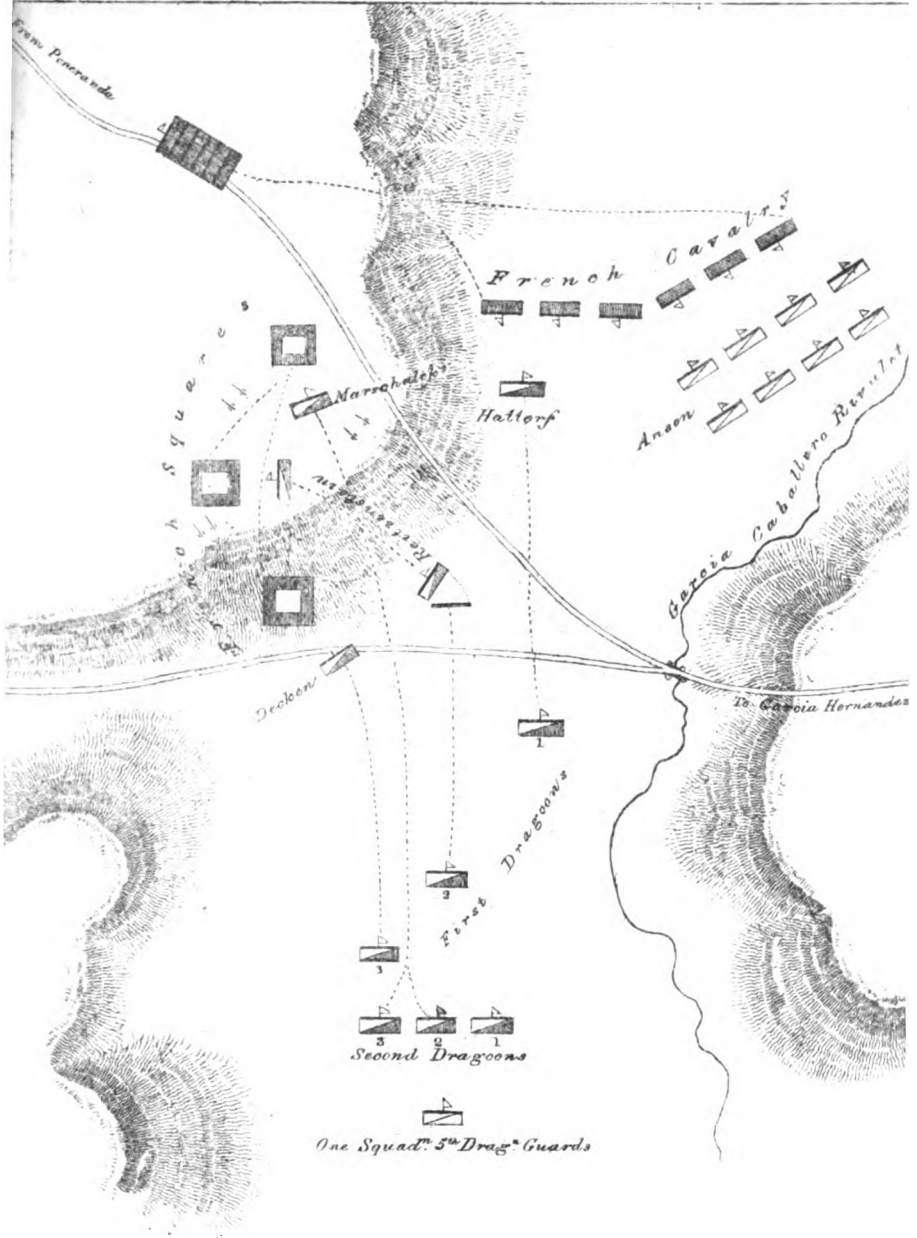 From Peneranda
French Cavalry
French Squares
Marschalck
Hattorf
Anson
Reitzenstein
Garcia Caballero Rivulet
Decken
To Garcia Hernandez
1
First Dragoons
2
3
3 2 1
Second Dragoons
One Squadn. 5th Dragn. Guards